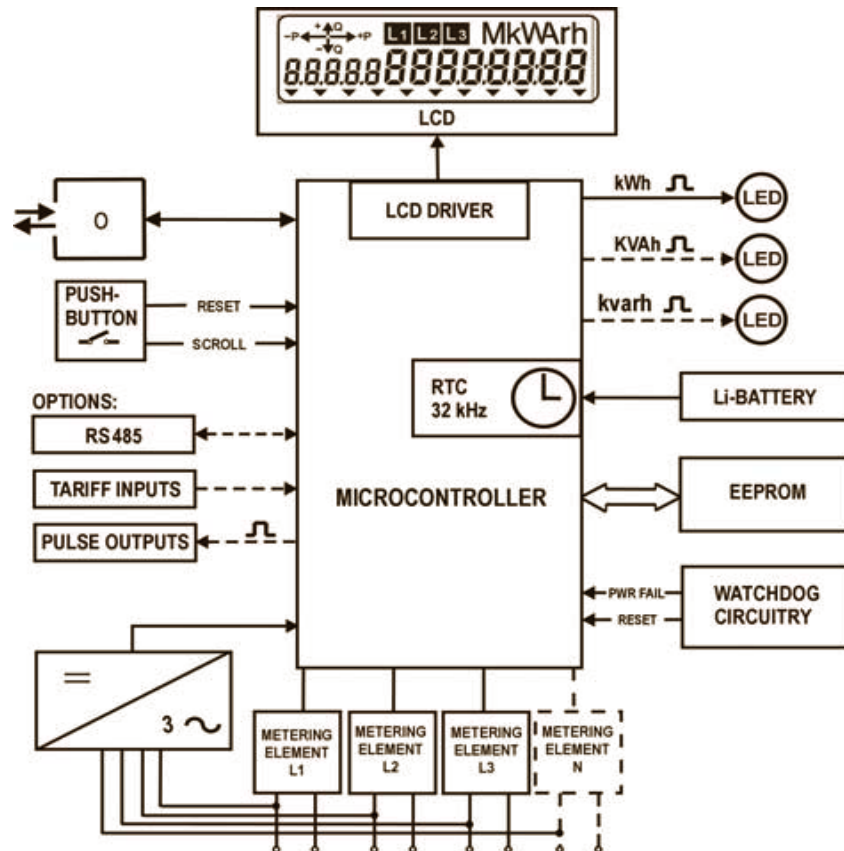 + Q
-P +P
- Q
L1 L2 L3 MkWArh
8.8.8.8.8 8.8.8.8.8.8.8.8
LCD
LCD DRIVER
O
PUSH-
BUTTON
RESET
SCROLL
kWh
LED
KVAh
LED
kvarh
LED
RTC
32 kHz
Li-BATTERY
OPTIONS:
RS485
TARIFF INPUTS
PULSE OUTPUTS
MICROCONTROLLER
EEPROM
PWR FAIL
RESET
WATCHDOG
CIRCUITRY
3
METERING
ELEMENT
L1
METERING
ELEMENT
L2
METERING
ELEMENT
L3
METERING
ELEMENT
N